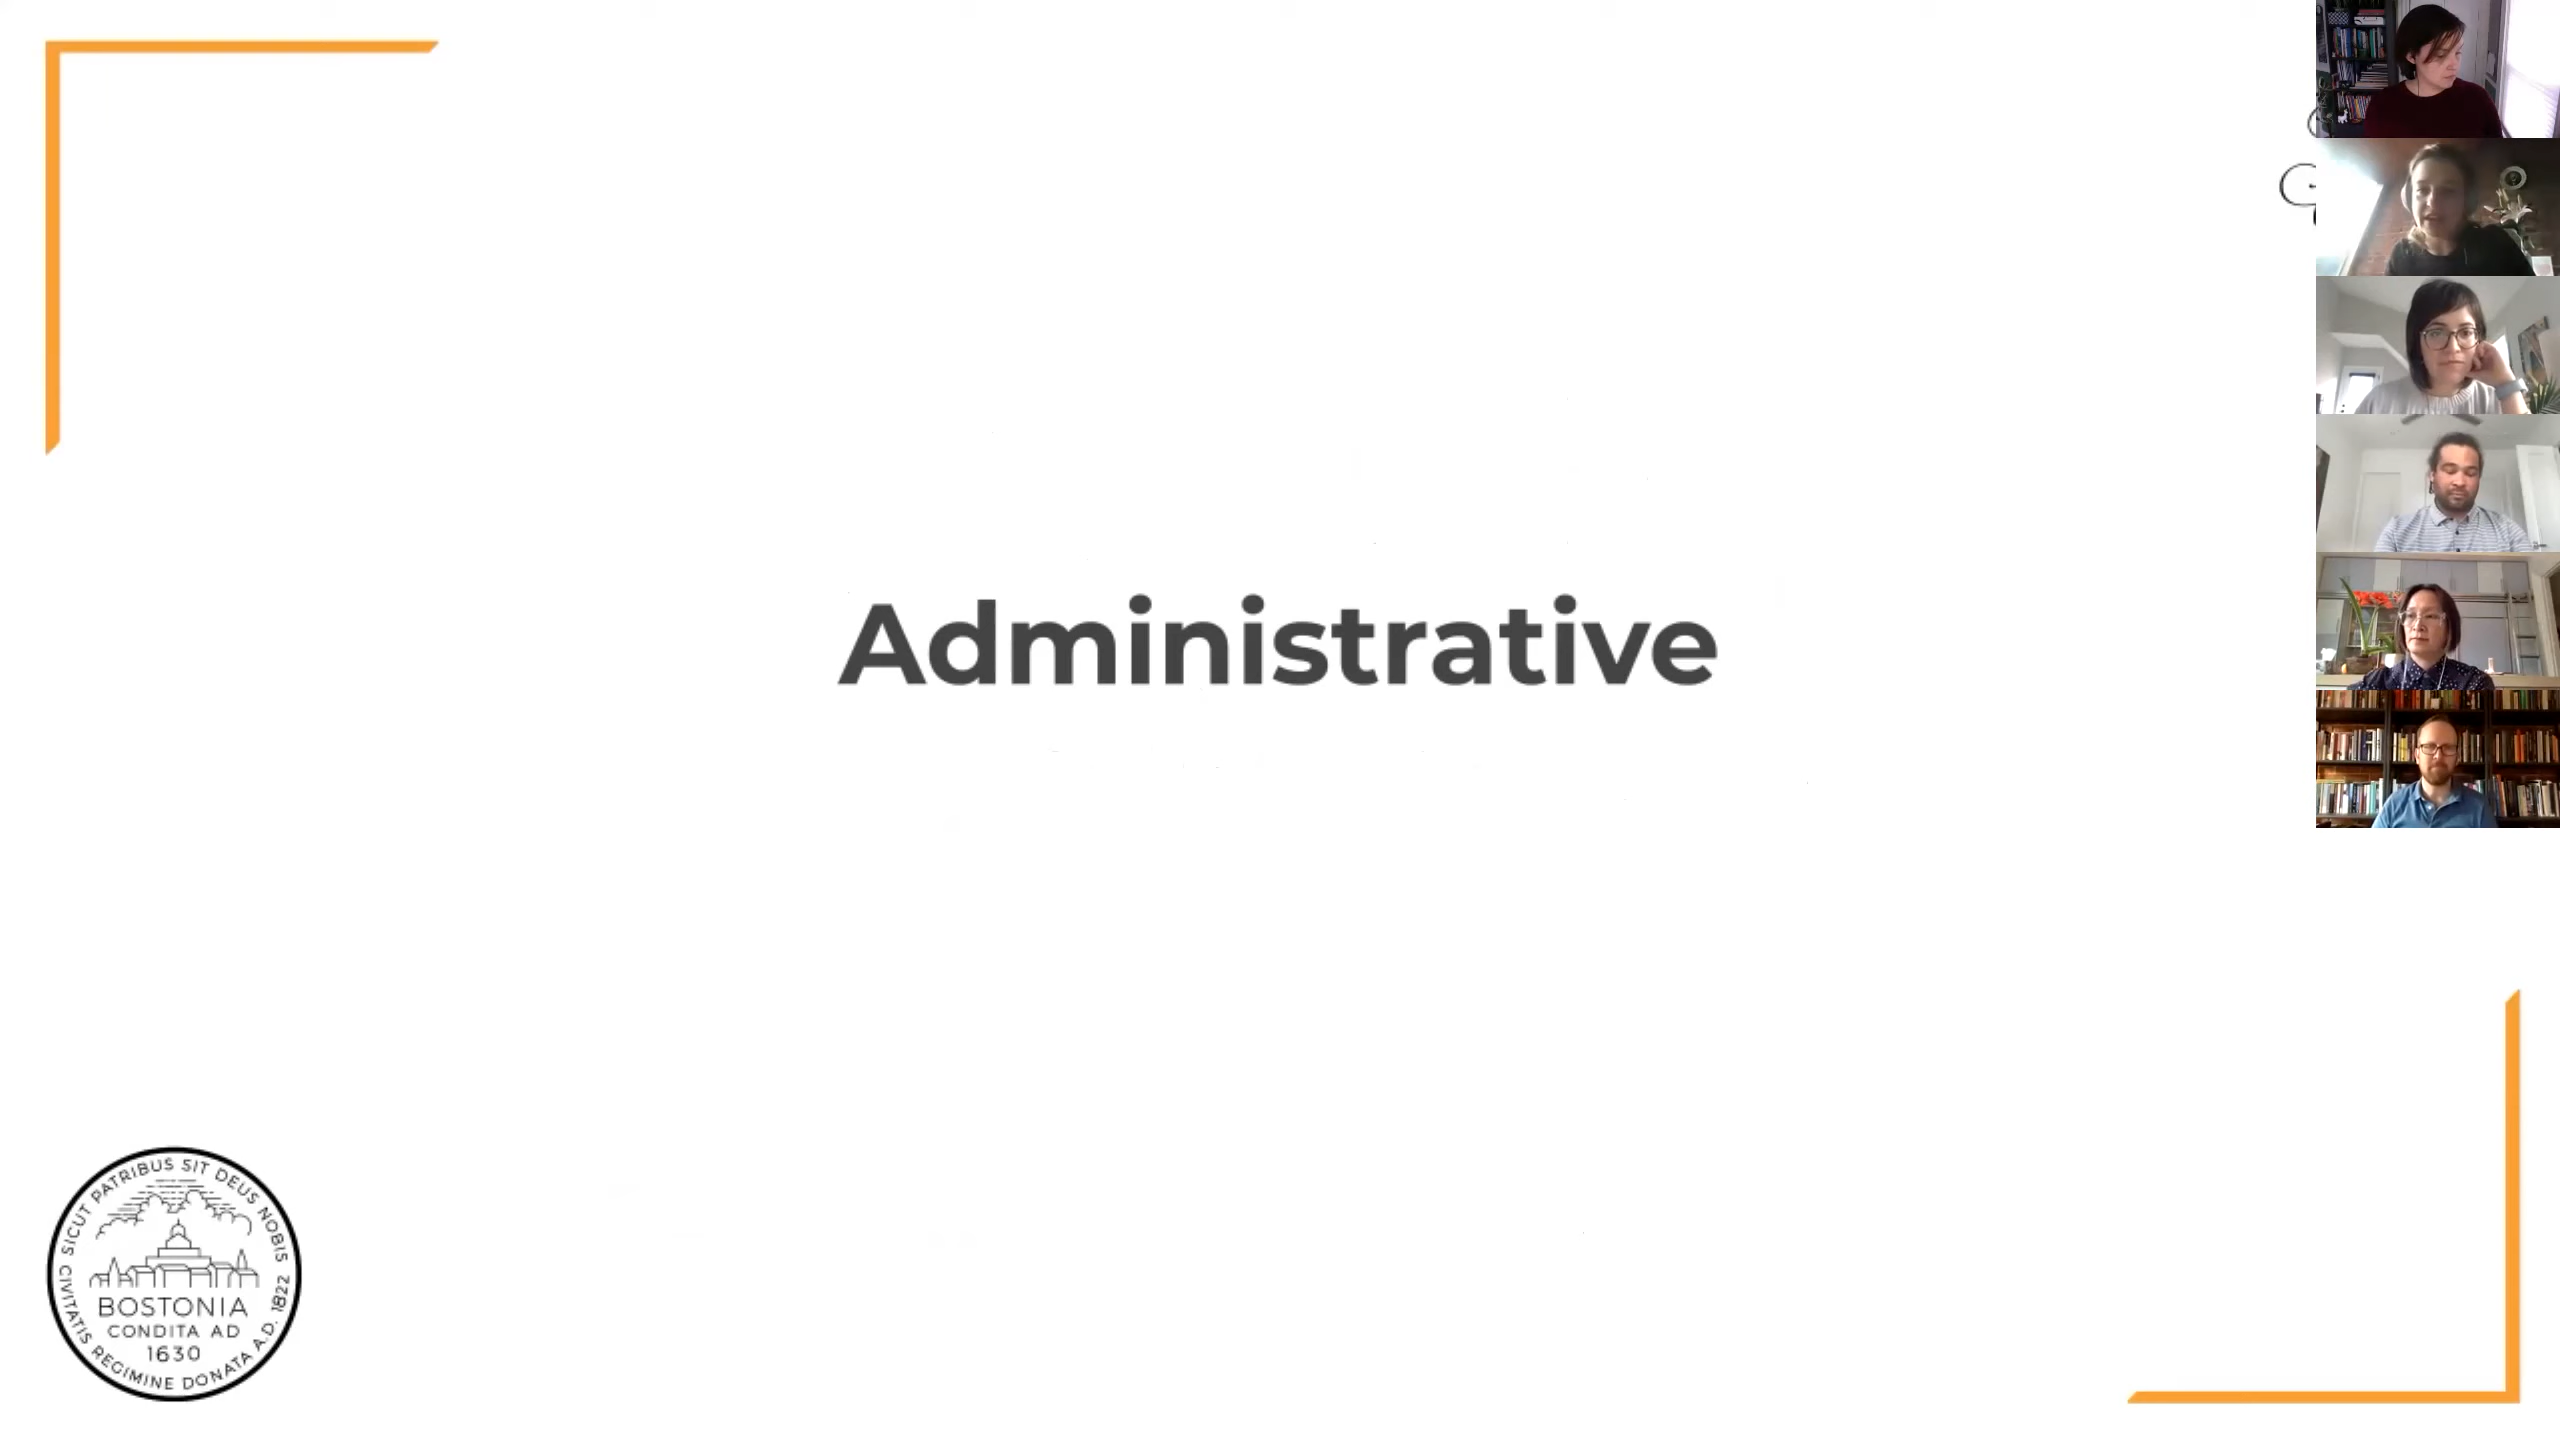 Administrative
SICUT PATRIBUS SIT DEUS NOBIS
CIVITATIS REGIMINE DONATA A.D. 1822
BOSTONIA
CONDITA AD
1630